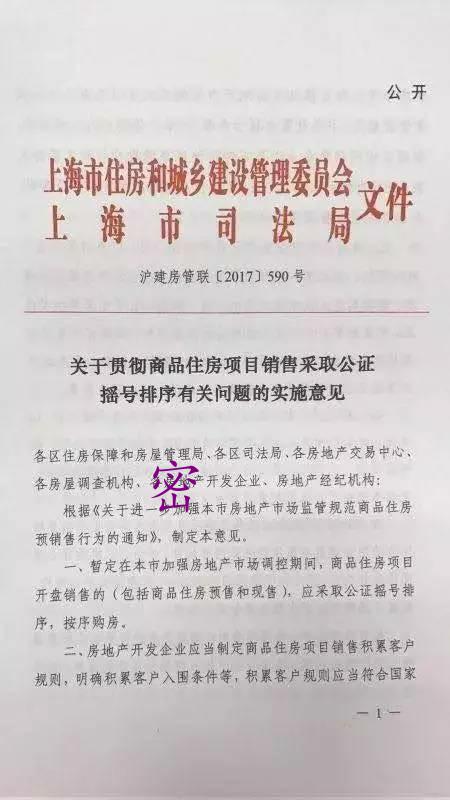 公开
上海市住房和城乡建设管理委员会
上海市司法局
文件
沪建房管联〔2017〕590号
关于贯彻商品住房项目销售采取公证
摇号排序有关问题的实施意见
各区住房保障和房屋管理局、各区司法局、各房地产交易中心、
各房屋调查机构、各房地产开发企业、房地产经纪机构:
密
根据《关于进一步加强本市房地产市场监管规范商品住房
预销售行为的通知》,制定本意见。
一、暂定在本市加强房地产市场调控期间,商品住房项目
开盘销售的(包括商品住房预售和现售),应采取公证摇号排
序,按序购房。
二、房地产开发企业应当制定商品住房项目销售积累客户
规则,明确积累客户入围条件等,积累客户规则应当符合国家
— 1 —